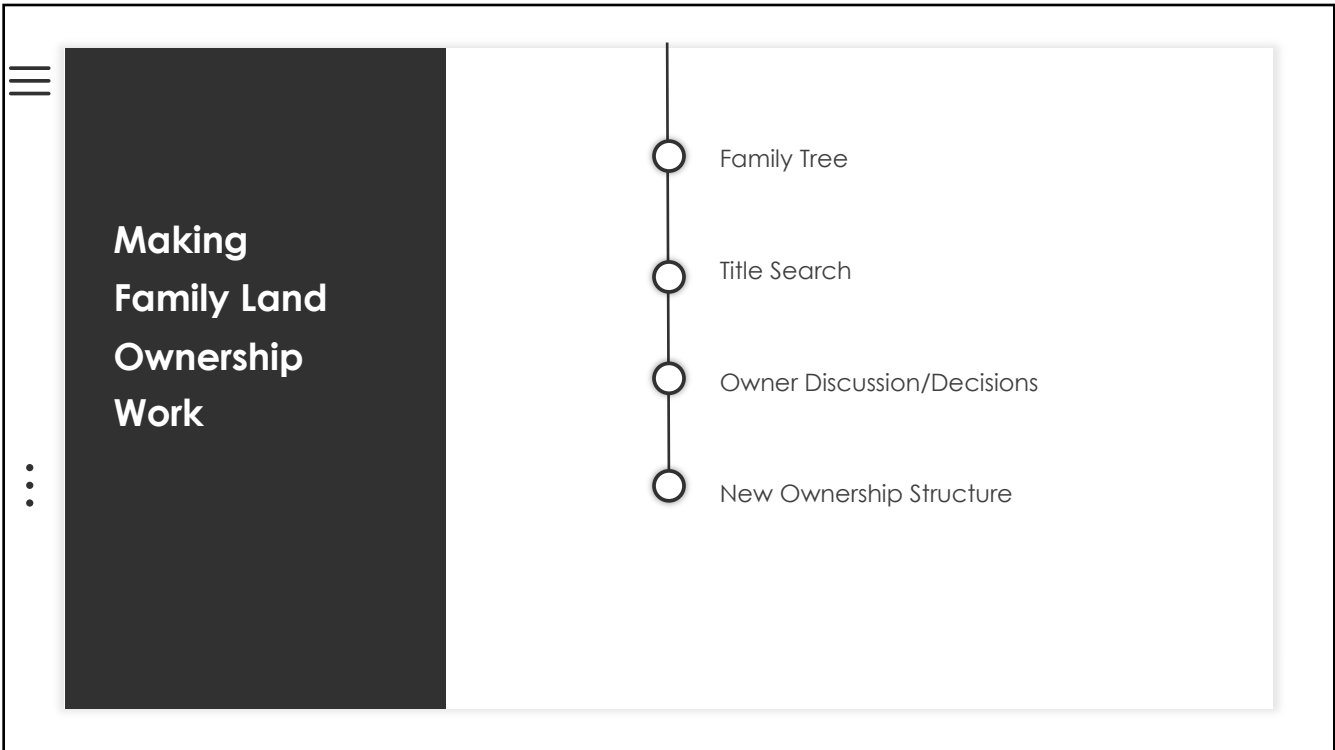 Making
Family Land
Ownership
Work
Family Tree
Title Search
Owner Discussion/Decisions
New Ownership Structure